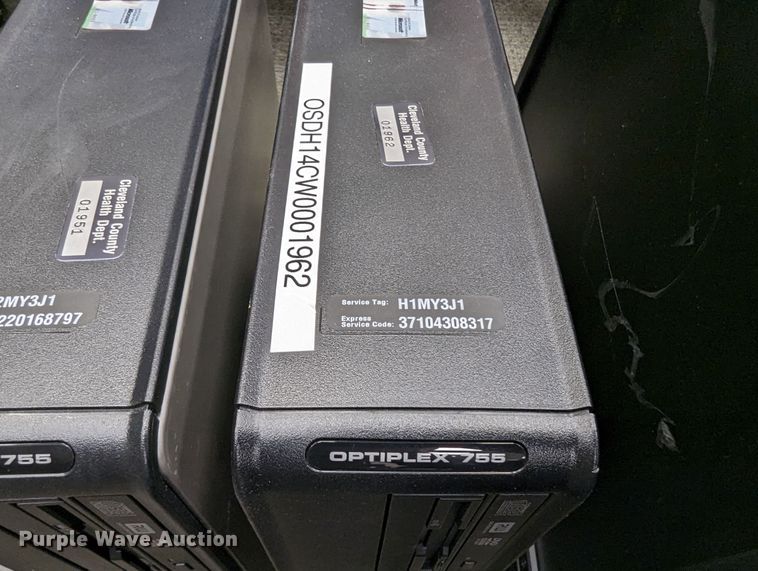 Cleveland County
Health Dept.
01951
2MY3J1
220168797
755
OSDH14CW0001962
Cleveland County
Health Dept.
01962
Service Tag: H1MY3J1
Express
Service Code: 37104308317
OPTIPLEX 755
Purple Wave Auction